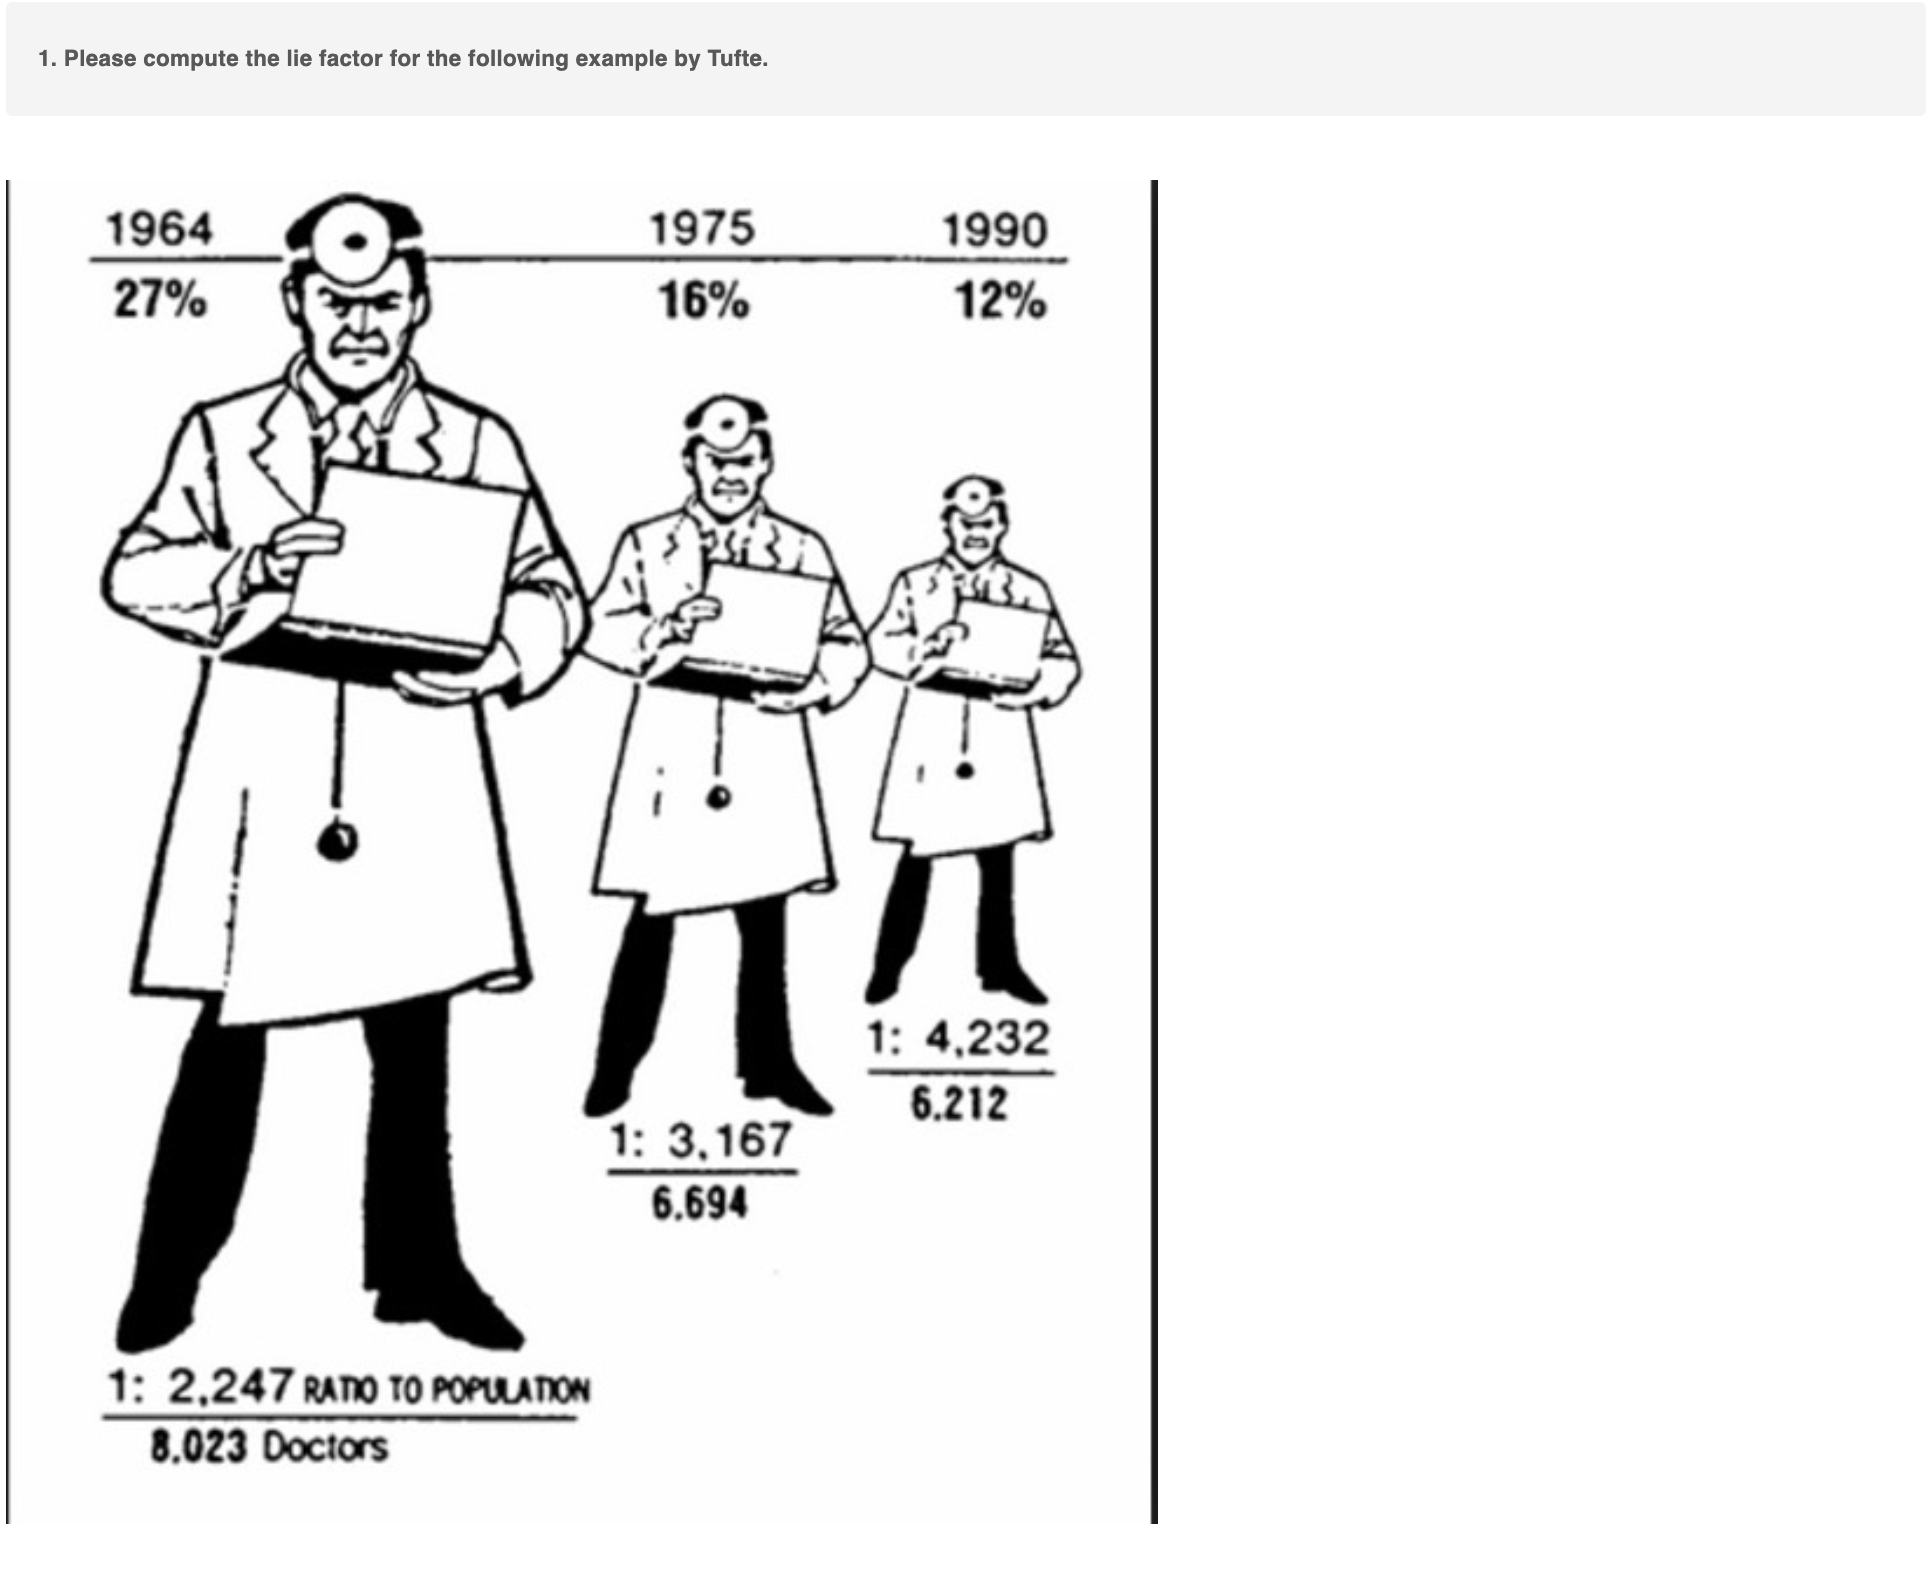 1. Please compute the lie factor for the following example by Tufte.
1964 1975 1990
27% 16% 12%
1: 4,232
6.212
1: 3,167
6.694
1: 2,247 RATIO TO POPULATION
8.023 Doctors